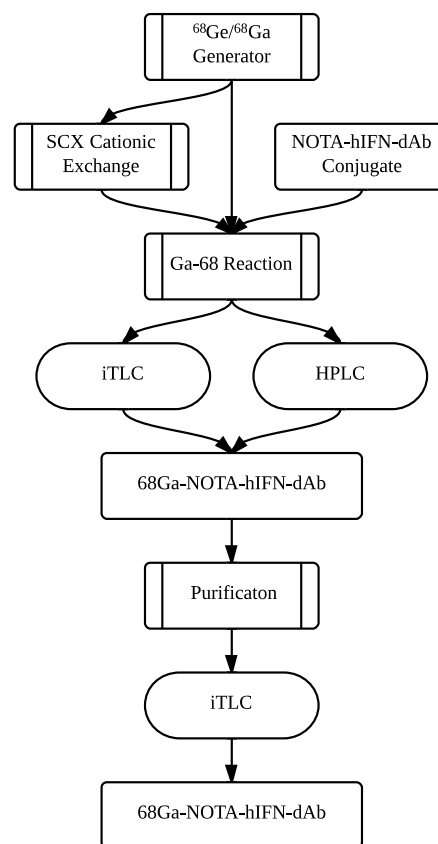 ⁶⁸Ge/⁶⁸Ga
Generator
SCX Cationic
Exchange
NOTA-hIFN-dAb
Conjugate
Ga-68 Reaction
iTLC
HPLC
68Ga-NOTA-hIFN-dAb
Purificaton
iTLC
68Ga-NOTA-hIFN-dAb